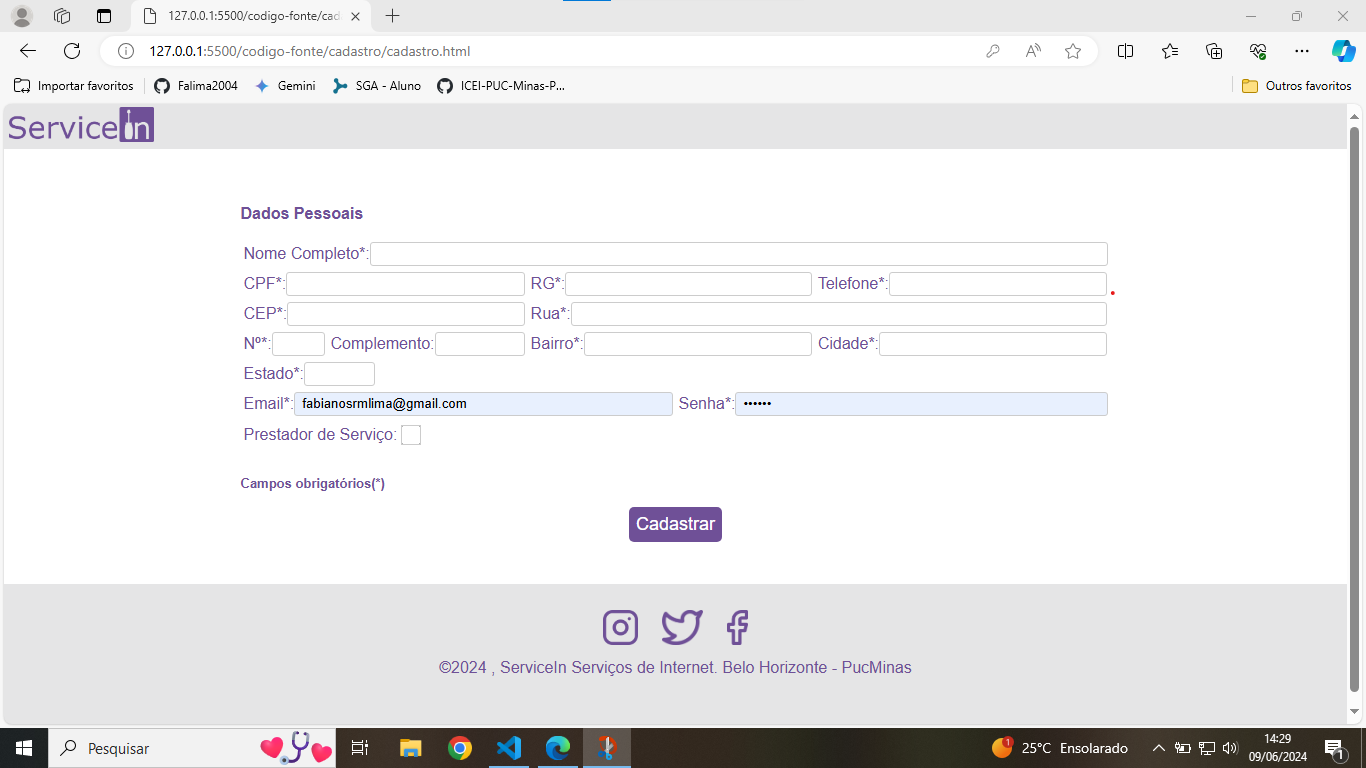 127.0.0.1:5500/codigo-fonte/cad
127.0.0.1:5500/codigo-fonte/cadastro/cadastro.html
Importar favoritos Falima2004 Gemini SGA - Aluno ICEI-PUC-Minas-P... Outros favoritos
ServiceIn
Dados Pessoais
Nome Completo*:
CPF*: RG*: Telefone*:
CEP*: Rua*:
Nº*: Complemento: Bairro*: Cidade*:
Estado*:
Email*: fabianosrmlima@gmail.com Senha*: ••••••
Prestador de Serviço:
Campos obrigatórios(*)
Cadastrar
©2024 , ServiceIn Serviços de Internet. Belo Horizonte - PucMinas
Pesquisar 1 25°C Ensolarado 14:29
09/06/2024 1